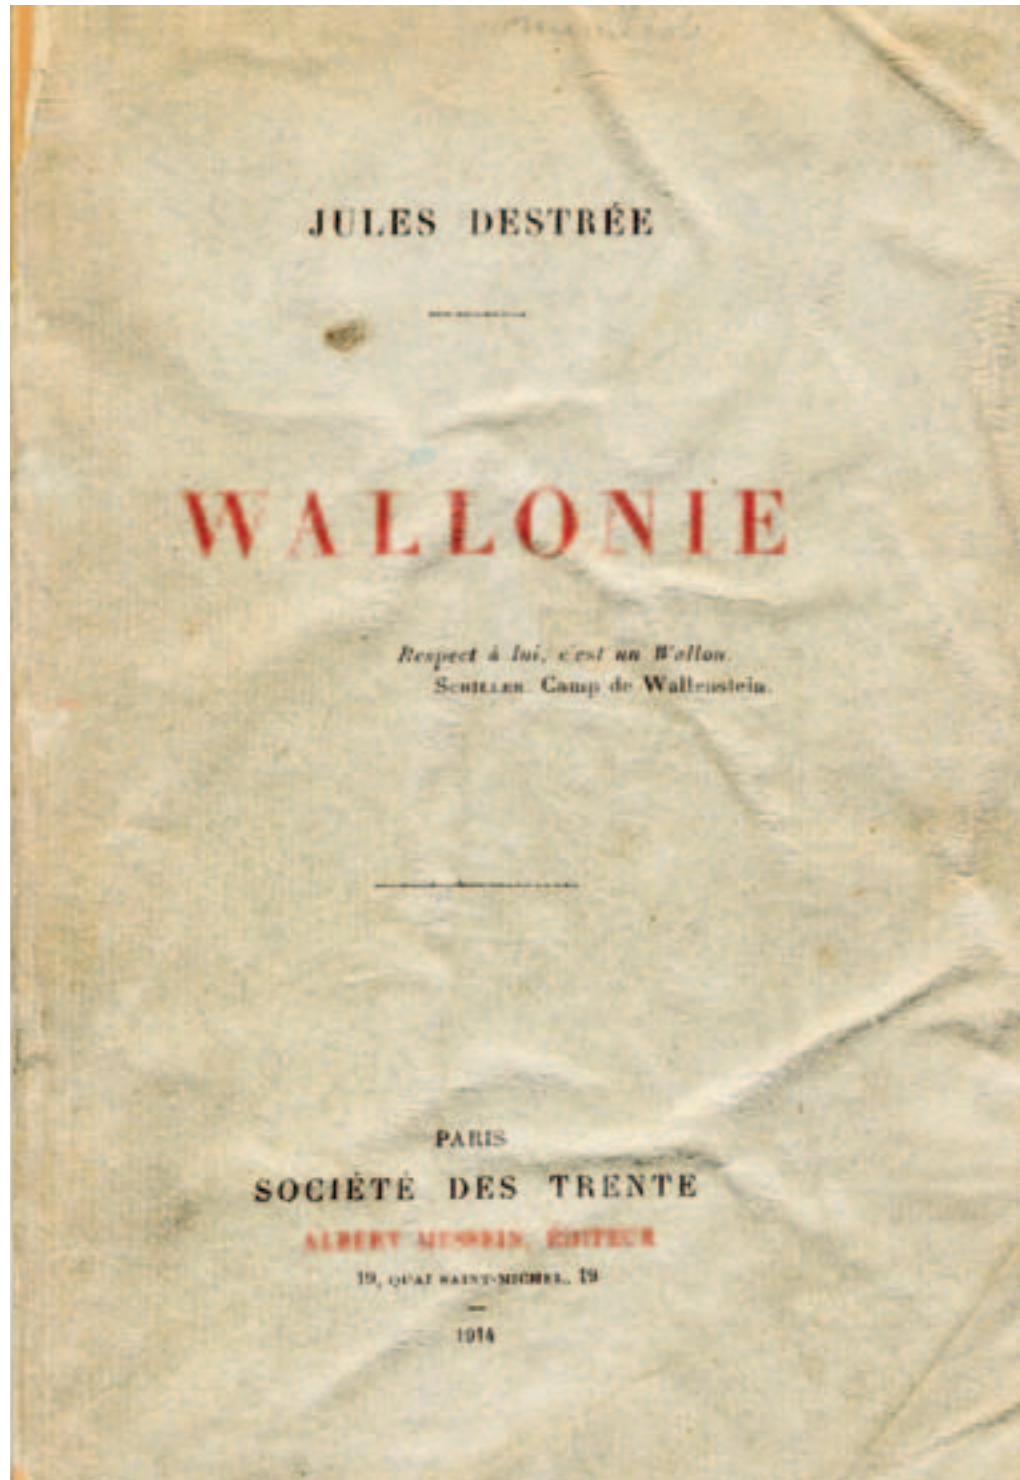 JULES DESTRÉE
WALLONIE
Respect à lui, c'est un Wallon.
SCHILLER. Camp de Wallenstein.
PARIS
SOCIÉTÉ DES TRENTE
ALBERT MESSEIN, ÉDITEUR
19, QUAI SAINT-MICHEL, 19
1914